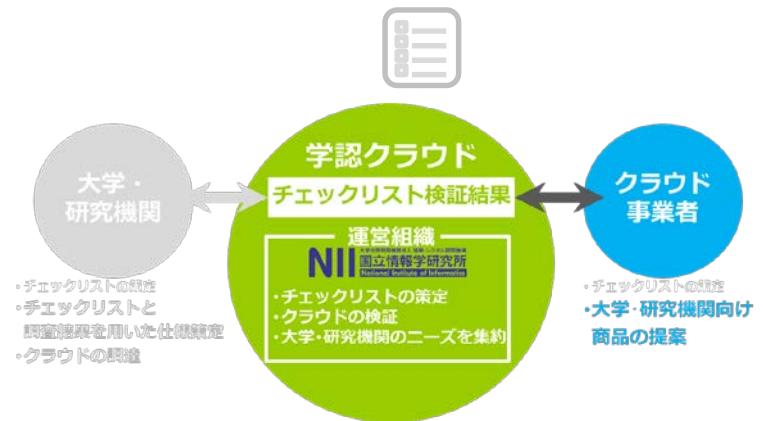 学認クラウド
チェックリスト検証結果
運営組織
NII 国立情報学研究所
National Institute of Informatics
・チェックリストの策定
・クラウドの検証
・大学・研究機関のニーズを集約
大学・
研究機関
・チェックリストの策定
・チェックリストと
調査結果を用いた仕様策定
・クラウドの調達
クラウド
事業者
・チェックリストの策定
・大学・研究機関向け
商品の提案